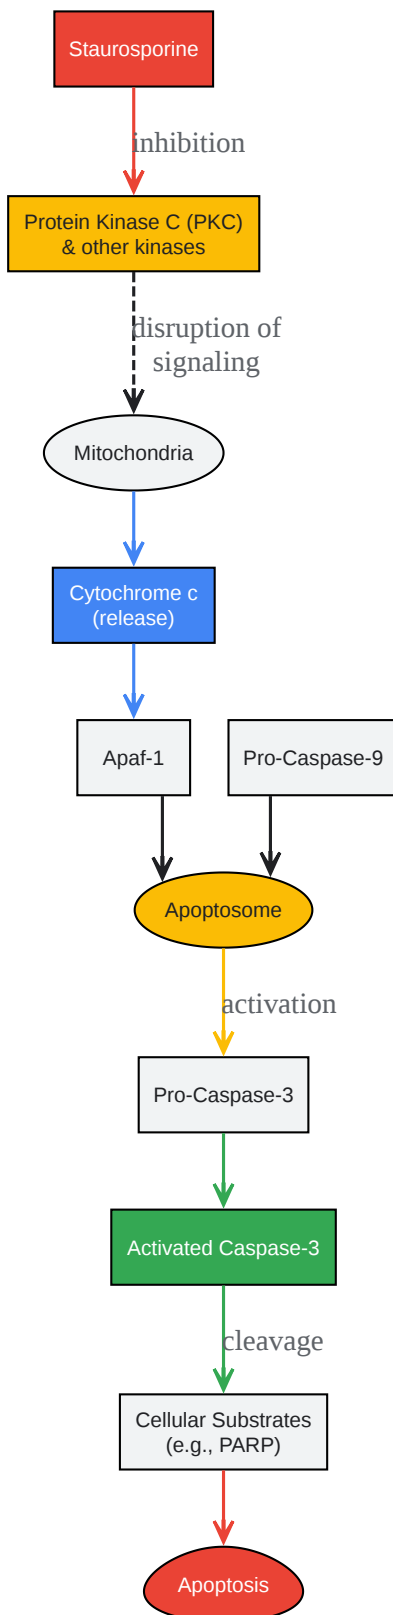 Staurosporine
inhibition
Protein Kinase C (PKC)
& other kinases
disruption of
signaling
Mitochondria
Cytochrome c
(release)
Apaf-1
Pro-Caspase-9
Apoptosome
activation
Pro-Caspase-3
Activated Caspase-3
cleavage
Cellular Substrates
(e.g., PARP)
Apoptosis